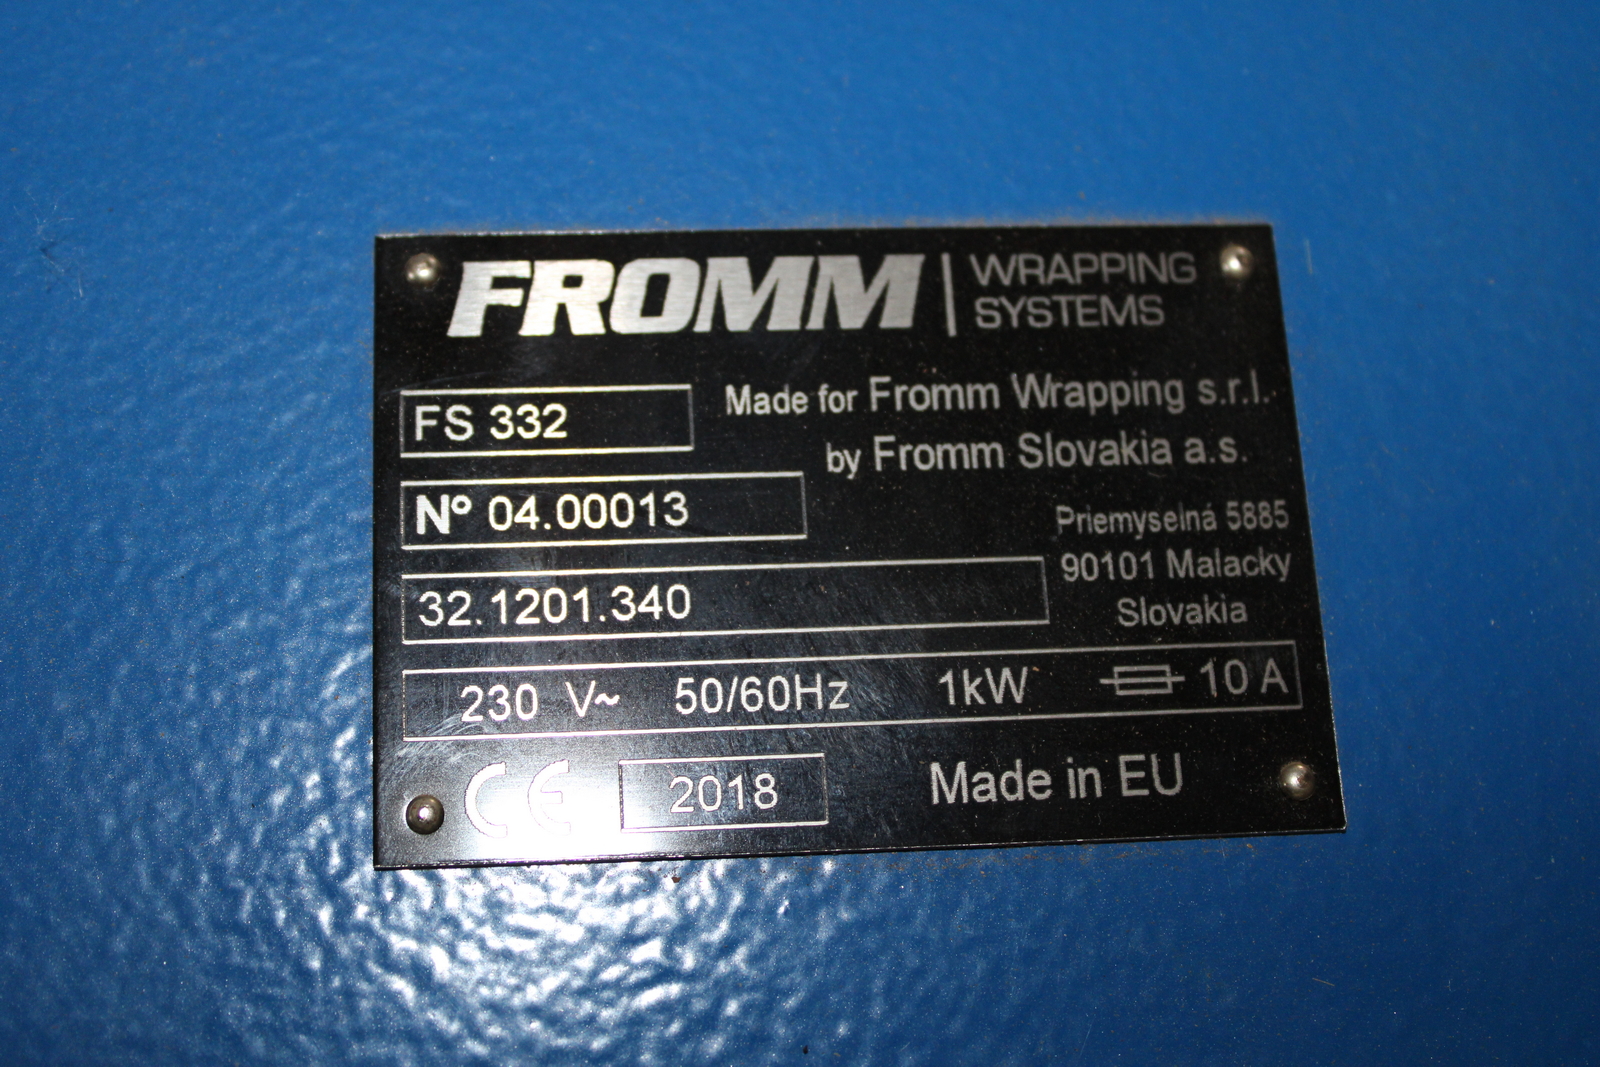 FROMM | WRAPPING
SYSTEMS
FS 332
Made for Fromm Wrapping s.r.l.
by Fromm Slovakia a.s.
Nº 04.00013
Priemyselná 5885
90101 Malacky
Slovakia
32.1201.340
230 V~ 50/60Hz 1kW 10 A
CE 2018 Made in EU